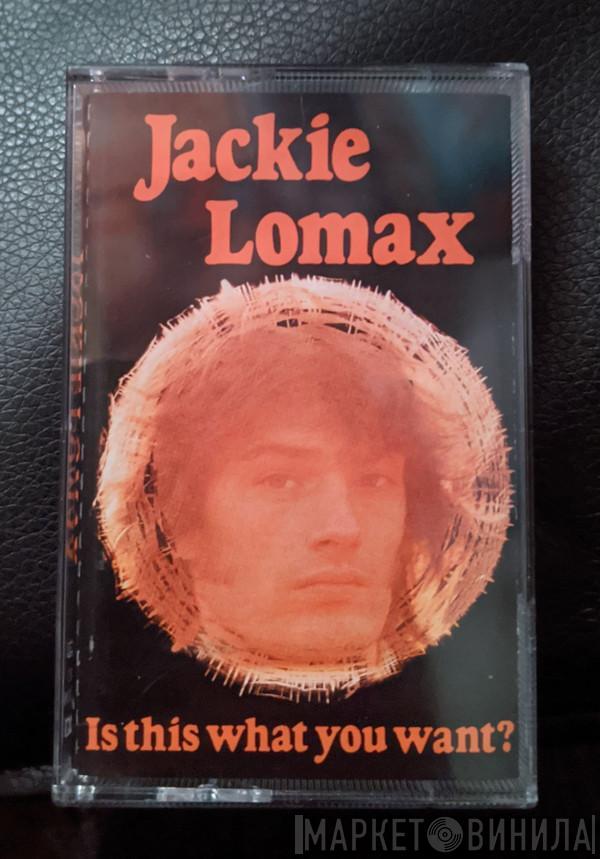 Jackie
Lomax
Is this what you want?
МАРКЕТ ВИНИЛА